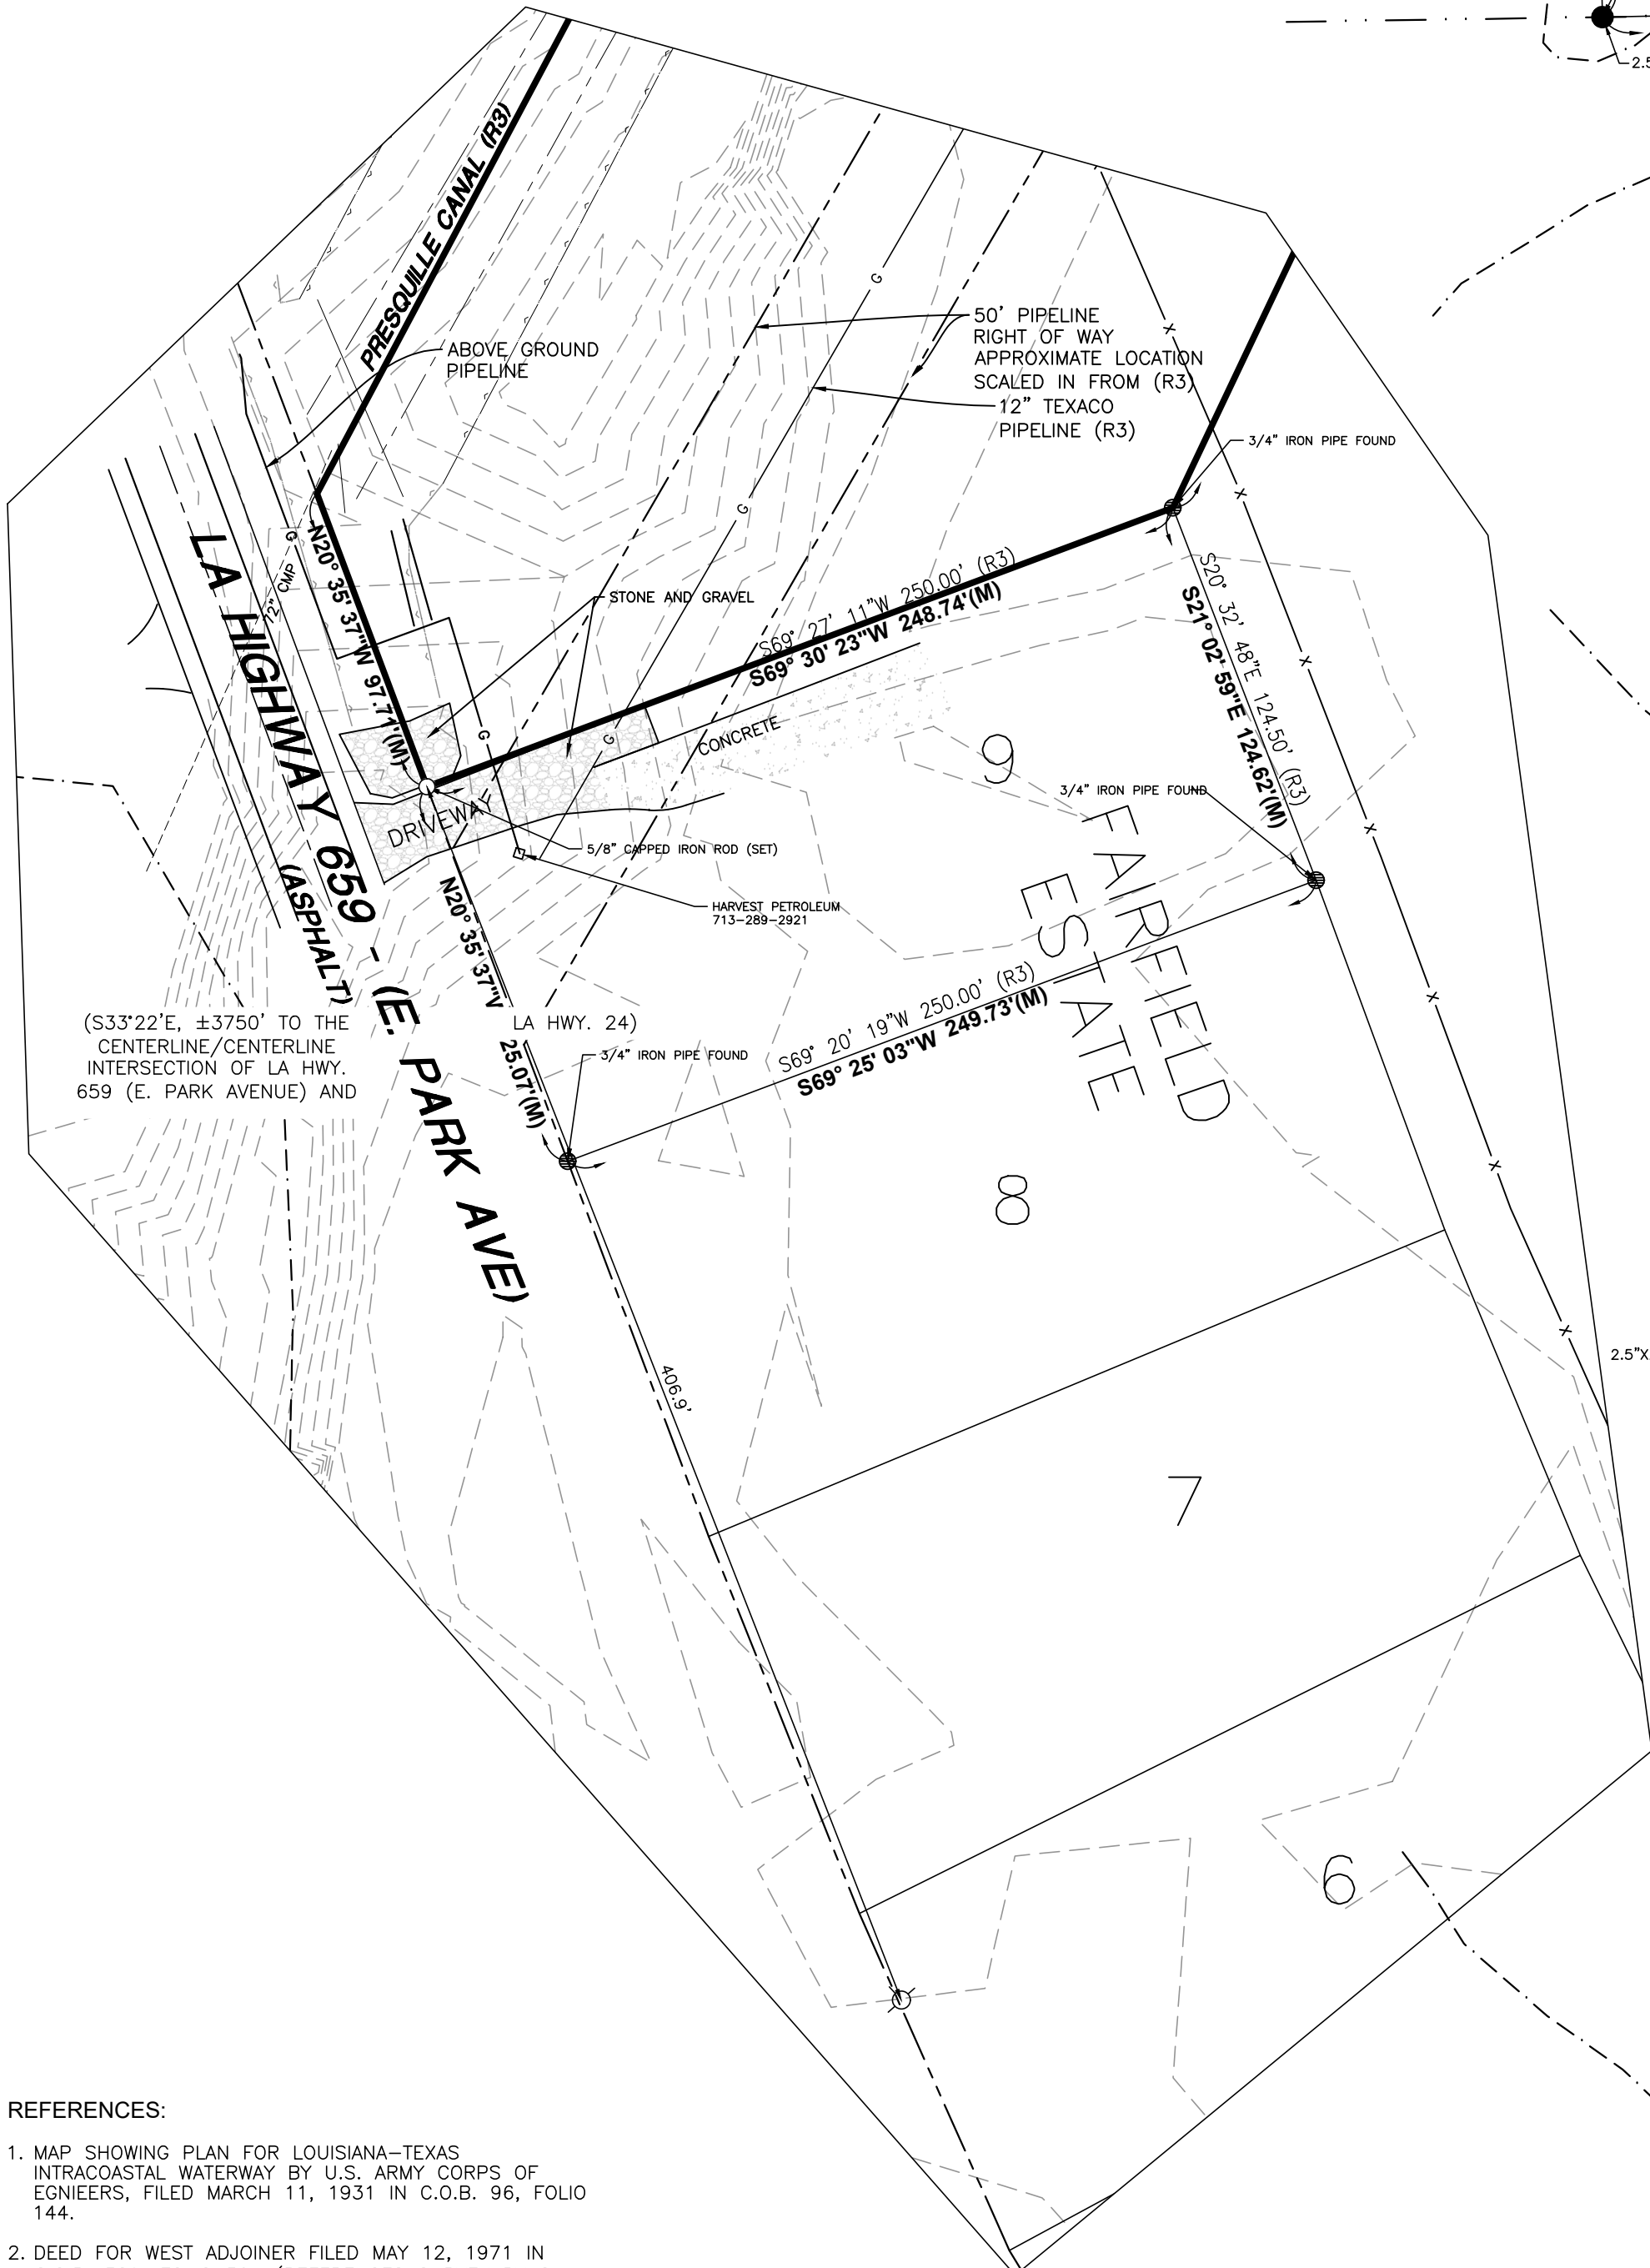 2.5
PRESQUILLE CANAL (R3)
ABOVE GROUND
PIPELINE
G
50' PIPELINE
RIGHT OF WAY
APPROXIMATE LOCATION
SCALED IN FROM (R3)
12" TEXACO
PIPELINE (R3)
X
3/4" IRON PIPE FOUND
X
G
G
72" CMP
N20° 35' 37"W 97.71'(M)
STONE AND GRAVEL
S69° 27' 11"W 250.00' (R3)
S69° 30' 23"W 248.74'(M)
S20° 32' 48"E 124.50' (R3)
S21° 02' 59"E 124.62'(M)
X
LA HIGHWAY 659 - (E. PARK AVE)
(ASPHALT)
G
G
CONCRETE
9
3/4" IRON PIPE FOUND
DRIVEWAY
X
5/8" CAPPED IRON ROD (SET)
HARVEST PETROLEUM
713-289-2921
FAIRFIELD
ESTATE
N20° 35' 37"
25.07'(M)
X
(S33°22'E, ±3750' TO THE
CENTERLINE/CENTERLINE
INTERSECTION OF LA HWY.
659 (E. PARK AVENUE) AND
LA HWY. 24)
3/4" IRON PIPE FOUND
S69° 20' 19"W 250.00' (R3)
S69° 25' 03"W 249.73'(M)
8
X
X
2.5"X
406.9'
7
6
REFERENCES:
1. MAP SHOWING PLAN FOR LOUISIANA-TEXAS
INTRACOASTAL WATERWAY BY U.S. ARMY CORPS OF
EGNIEERS, FILED MARCH 11, 1931 IN C.O.B. 96, FOLIO
144.
2. DEED FOR WEST ADJOINER FILED MAY 12, 1971 IN